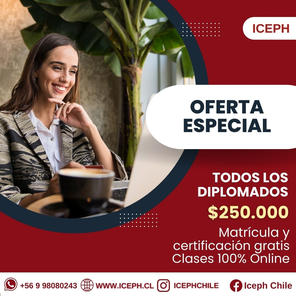 ICEPH
OFERTA
ESPECIAL
TODOS LOS
DIPLOMADOS
$250.000
Matrícula y
certificación gratis
Clases 100% Online
+56 9 98080243
WWW.ICEPH.CL
ICEPHCHILE
Iceph Chile